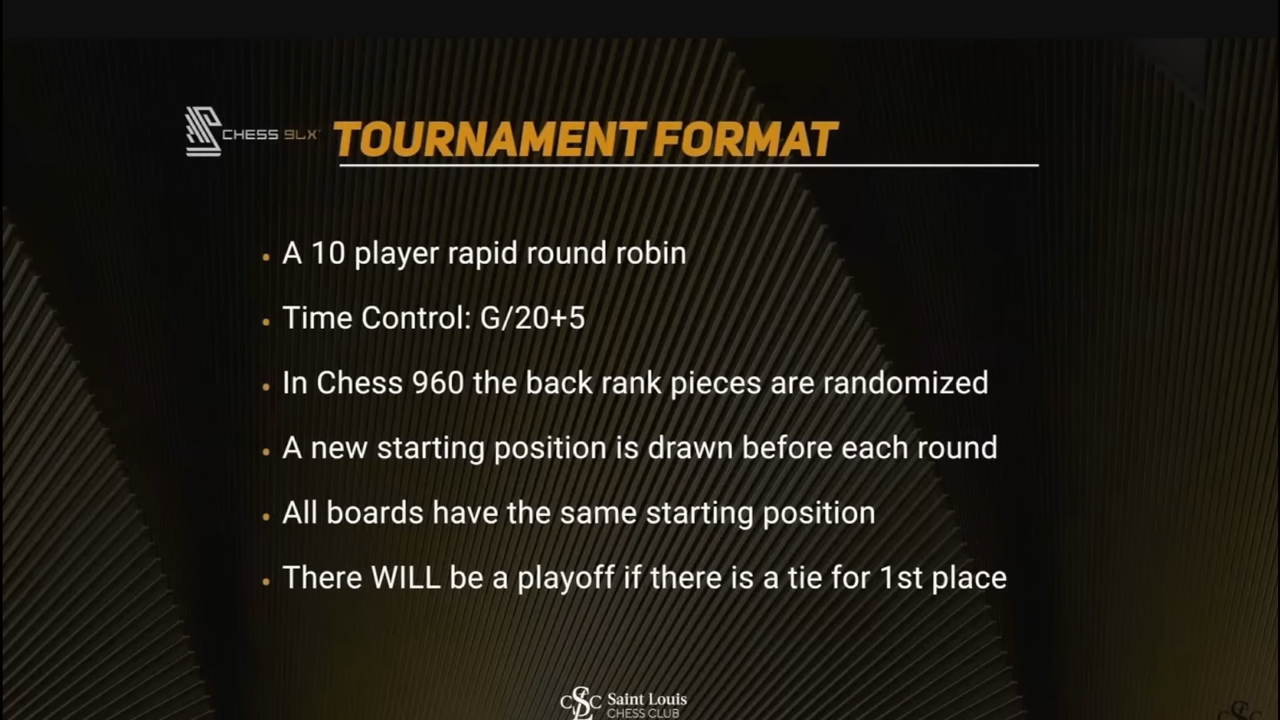 CHESS 9LX
TOURNAMENT FORMAT
A 10 player rapid round robin
Time Control: G/20+5
In Chess 960 the back rank pieces are randomized
A new starting position is drawn before each round
All boards have the same starting position
There WILL be a playoff if there is a tie for 1st place
Saint Louis
CHESS CLUB